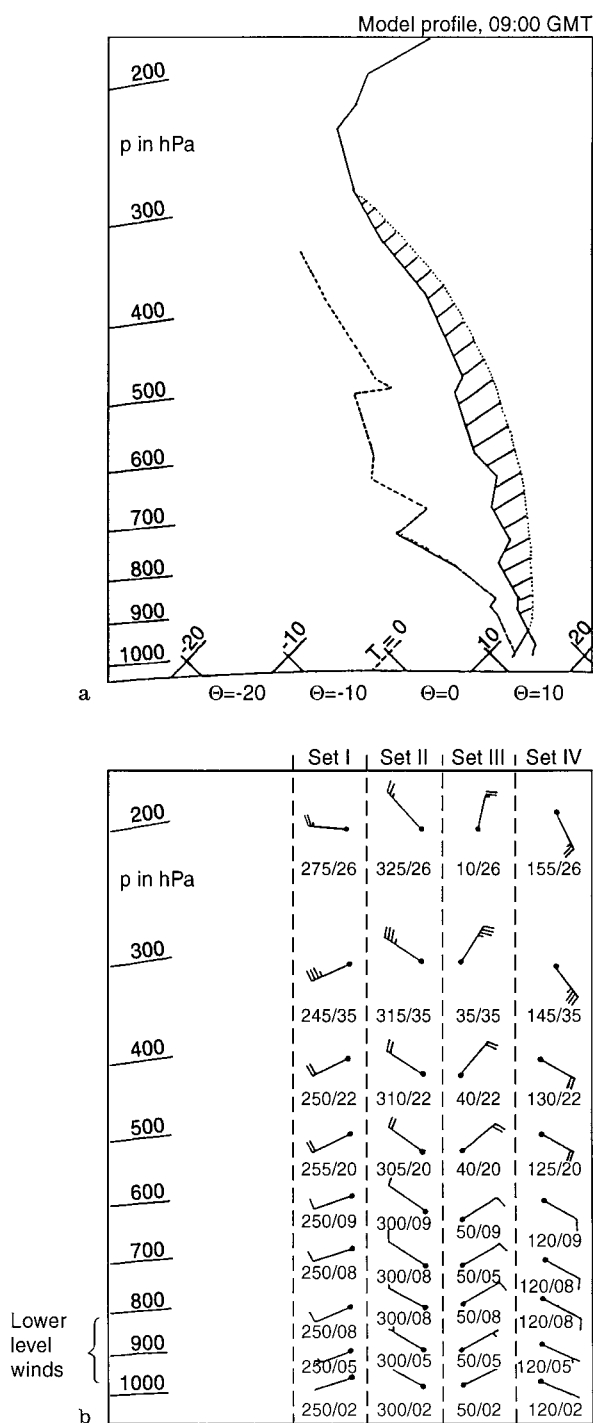 Model profile, 09:00 GMT
200
p in hPa
300
400
500
600
700
800
900
1000
-20 -10 T = 0 10 20
a Θ=-20 Θ=-10 Θ=0 Θ=10
Set I Set II Set III Set IV
200
275/26 325/26 10/26 155/26
p in hPa
300
245/35 315/35 35/35 145/35
400
250/22 310/22 40/22 130/22
500
255/20 305/20 40/20 125/20
600
250/09 300/09 50/09 120/09
700
250/08 300/08 50/05 120/08
800
250/08 300/08 50/08 120/08
Lower
level
winds
900
250/05 300/05 50/05 120/05
1000
b 250/02 300/02 50/02 120/02